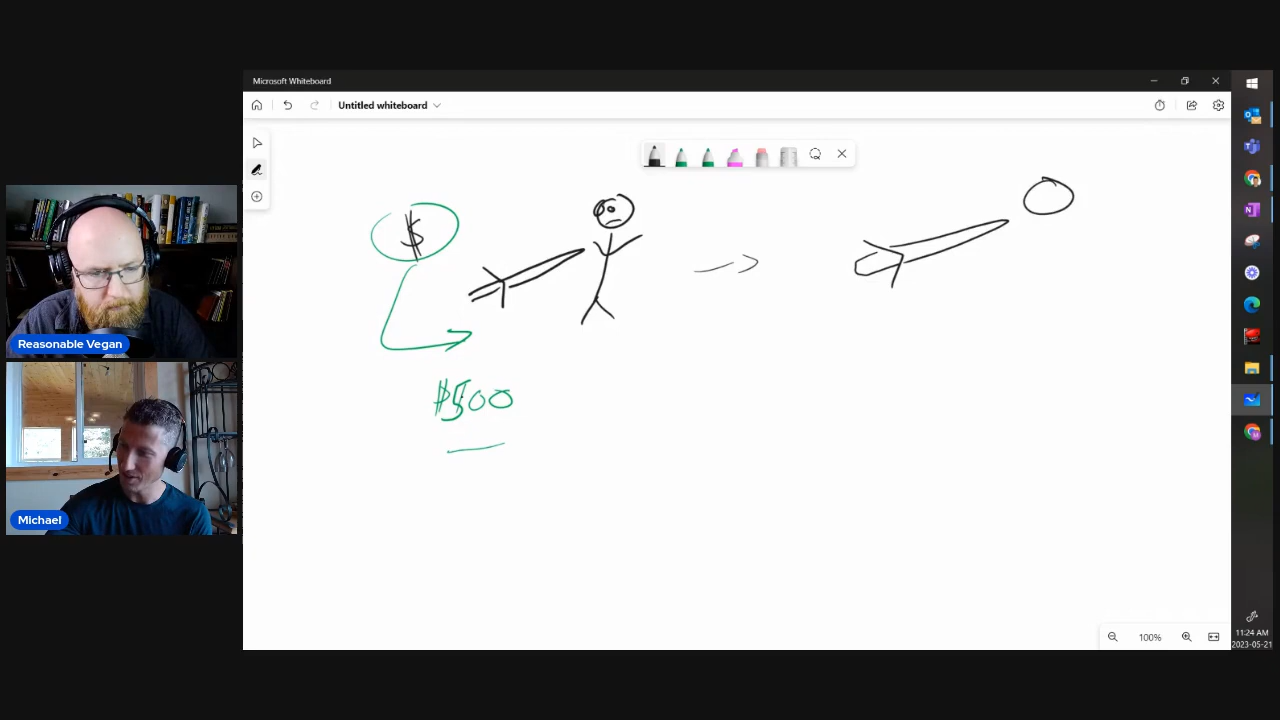 Microsoft Whiteboard
Untitled whiteboard
$
$500
Reasonable Vegan
Michael
100%
11:24 AM
2023-05-21